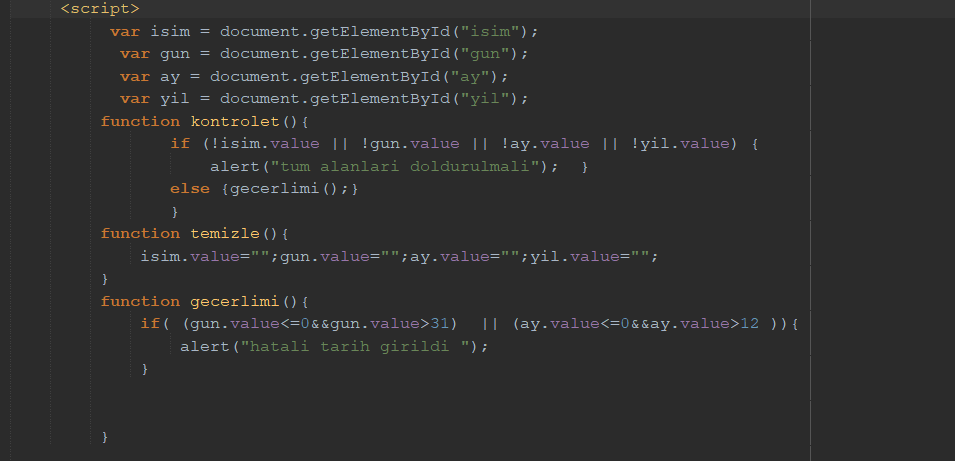 <script>
var isim = document.getElementById("isim");
var gun = document.getElementById("gun");
var ay = document.getElementById("ay");
var yil = document.getElementById("yil");
function kontrolet(){
if (!isim.value || !gun.value || !ay.value || !yil.value) {
alert("tum alanlari doldurulmali");  }
else {gecerlimi();}
}
function temizle(){
isim.value="";gun.value="";ay.value="";yil.value="";
}
function gecerlimi(){
if( (gun.value<=0&&gun.value>31)  || (ay.value<=0&&ay.value>12 )){
alert("hatali tarih girildi ");
}
}